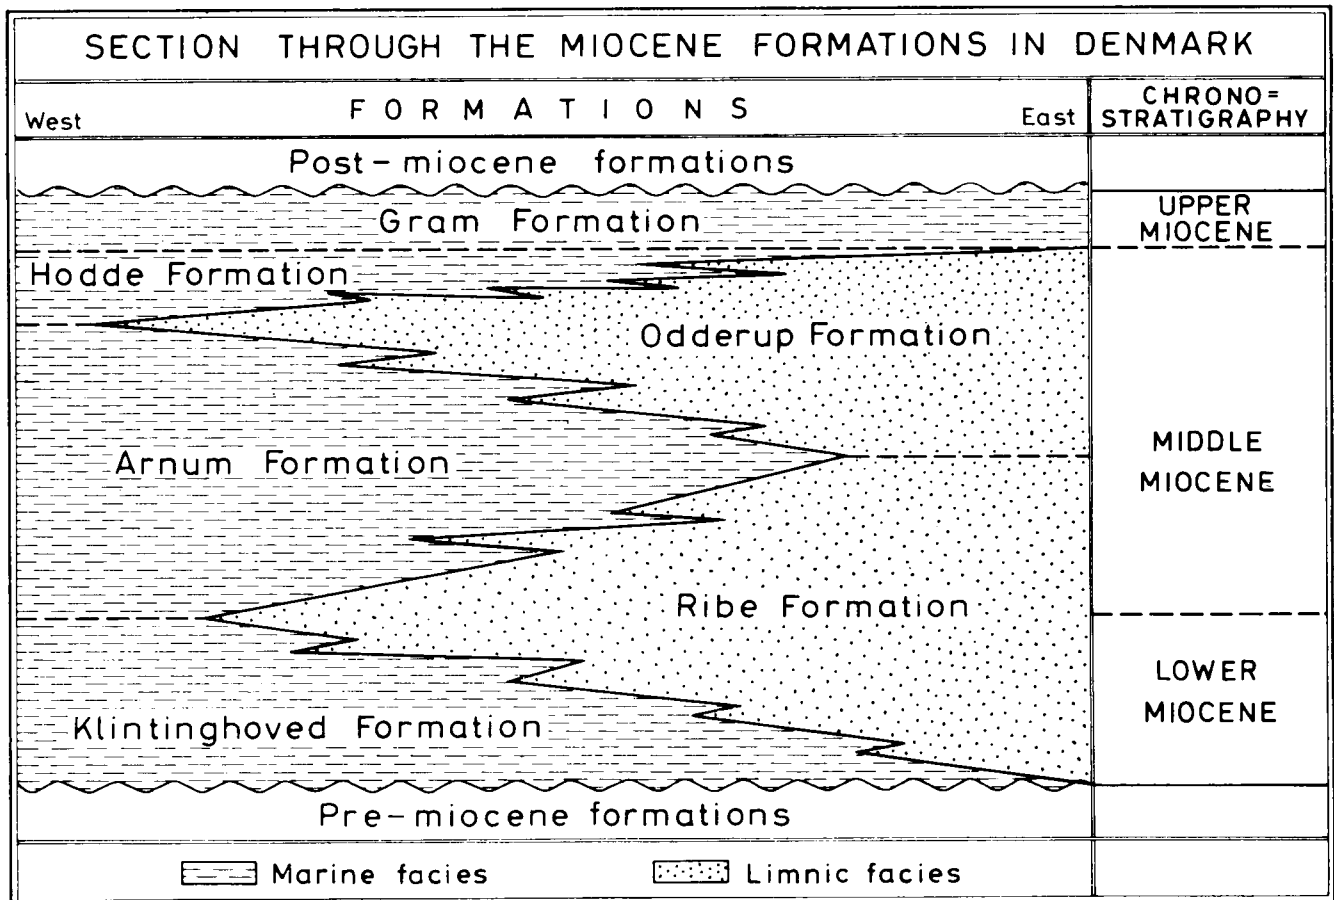 SECTION THROUGH THE MIOCENE FORMATIONS IN DENMARK
FORMATIONS
West
East
CHRONO=
STRATIGRAPHY
Post-miocene formations
Gram Formation
UPPER
MIOCENE
Hodde Formation
Odderup Formation
Arnum Formation
MIDDLE
MIOCENE
Ribe Formation
LOWER
MIOCENE
Klintinghoved Formation
Pre-miocene formations
Marine facies
Limnic facies